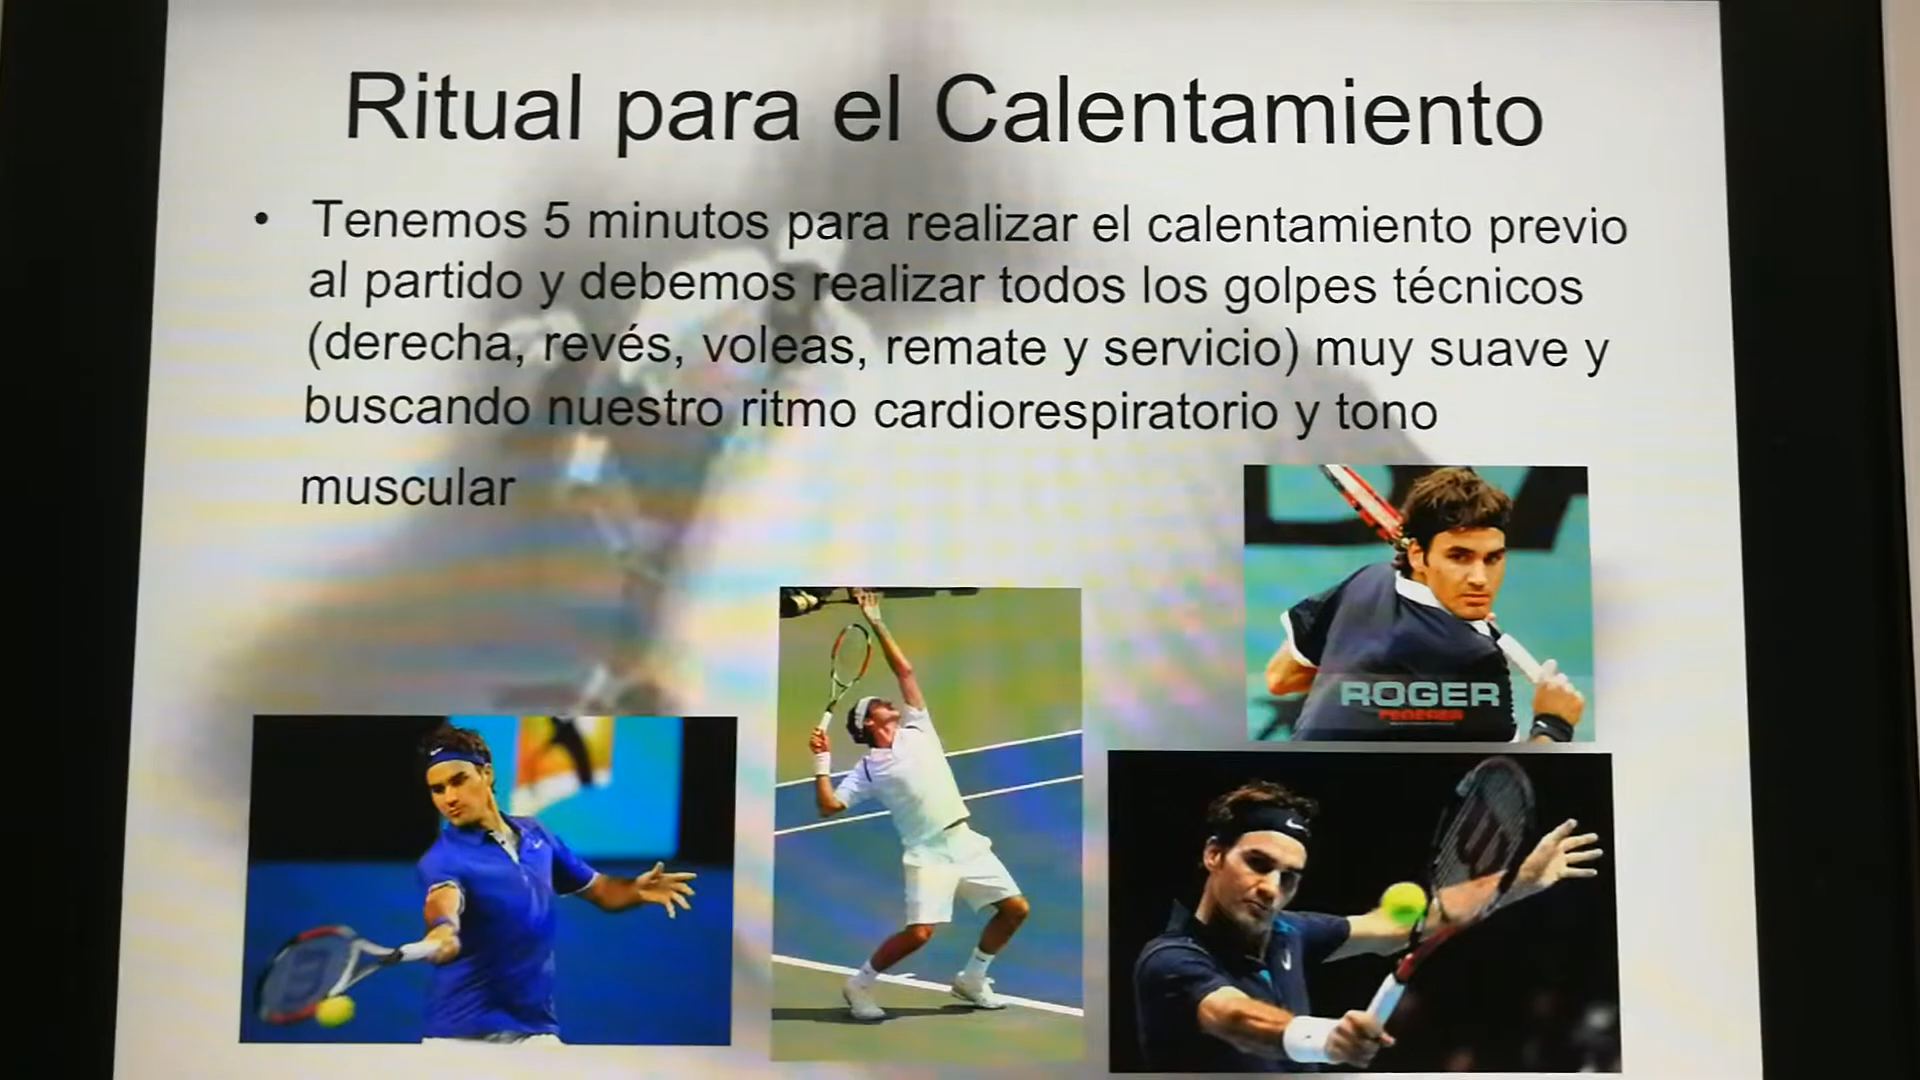 Ritual para el Calentamiento
• Tenemos 5 minutos para realizar el calentamiento previo
al partido y debemos realizar todos los golpes técnicos
(derecha, revés, voleas, remate y servicio) muy suave y
buscando nuestro ritmo cardiorespiratorio y tono
muscular
ROGER
FEDERER